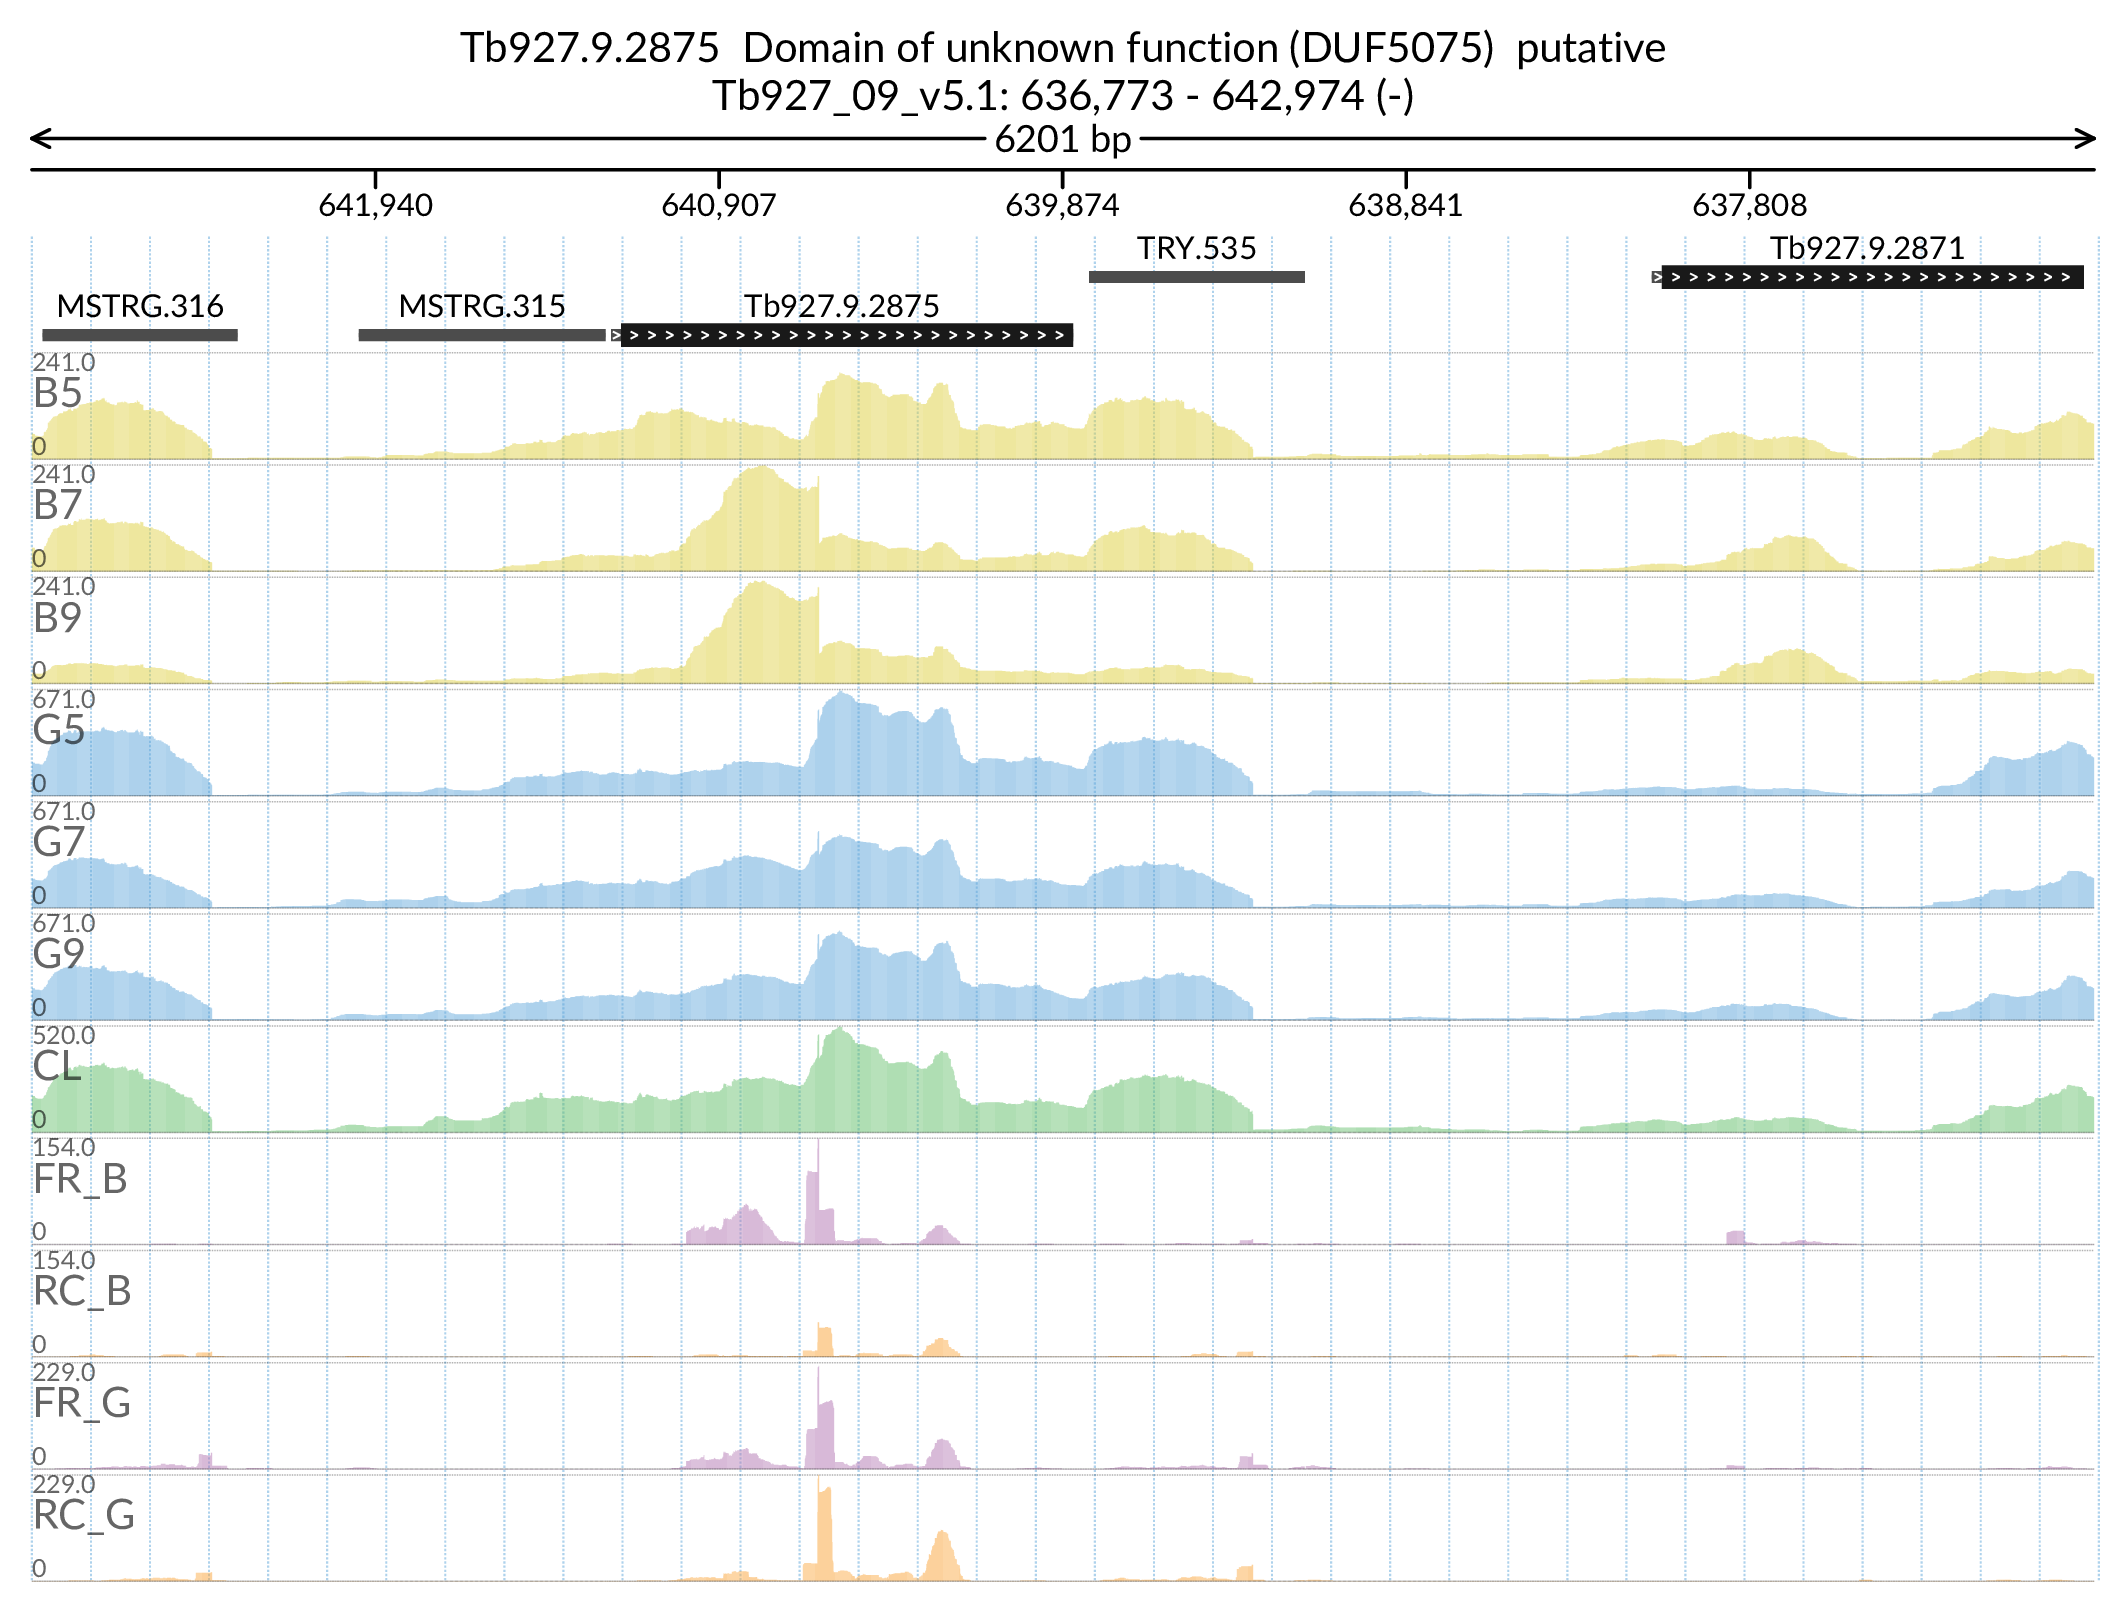 Tb927.9.2875  Domain of unknown function (DUF5075)  putative
Tb927_09_v5.1: 636,773 - 642,974 (-)
6201 bp
641,940 640,907 639,874 638,841 637,808
TRY.535 Tb927.9.2871
MSTRG.316 MSTRG.315 Tb927.9.2875
241.0
B5
0
241.0
B7
0
241.0
B9
0
671.0
G5
0
671.0
G7
0
671.0
G9
0
520.0
CL
0
154.0
FR_B
0
154.0
RC_B
0
229.0
FR_G
0
229.0
RC_G
0